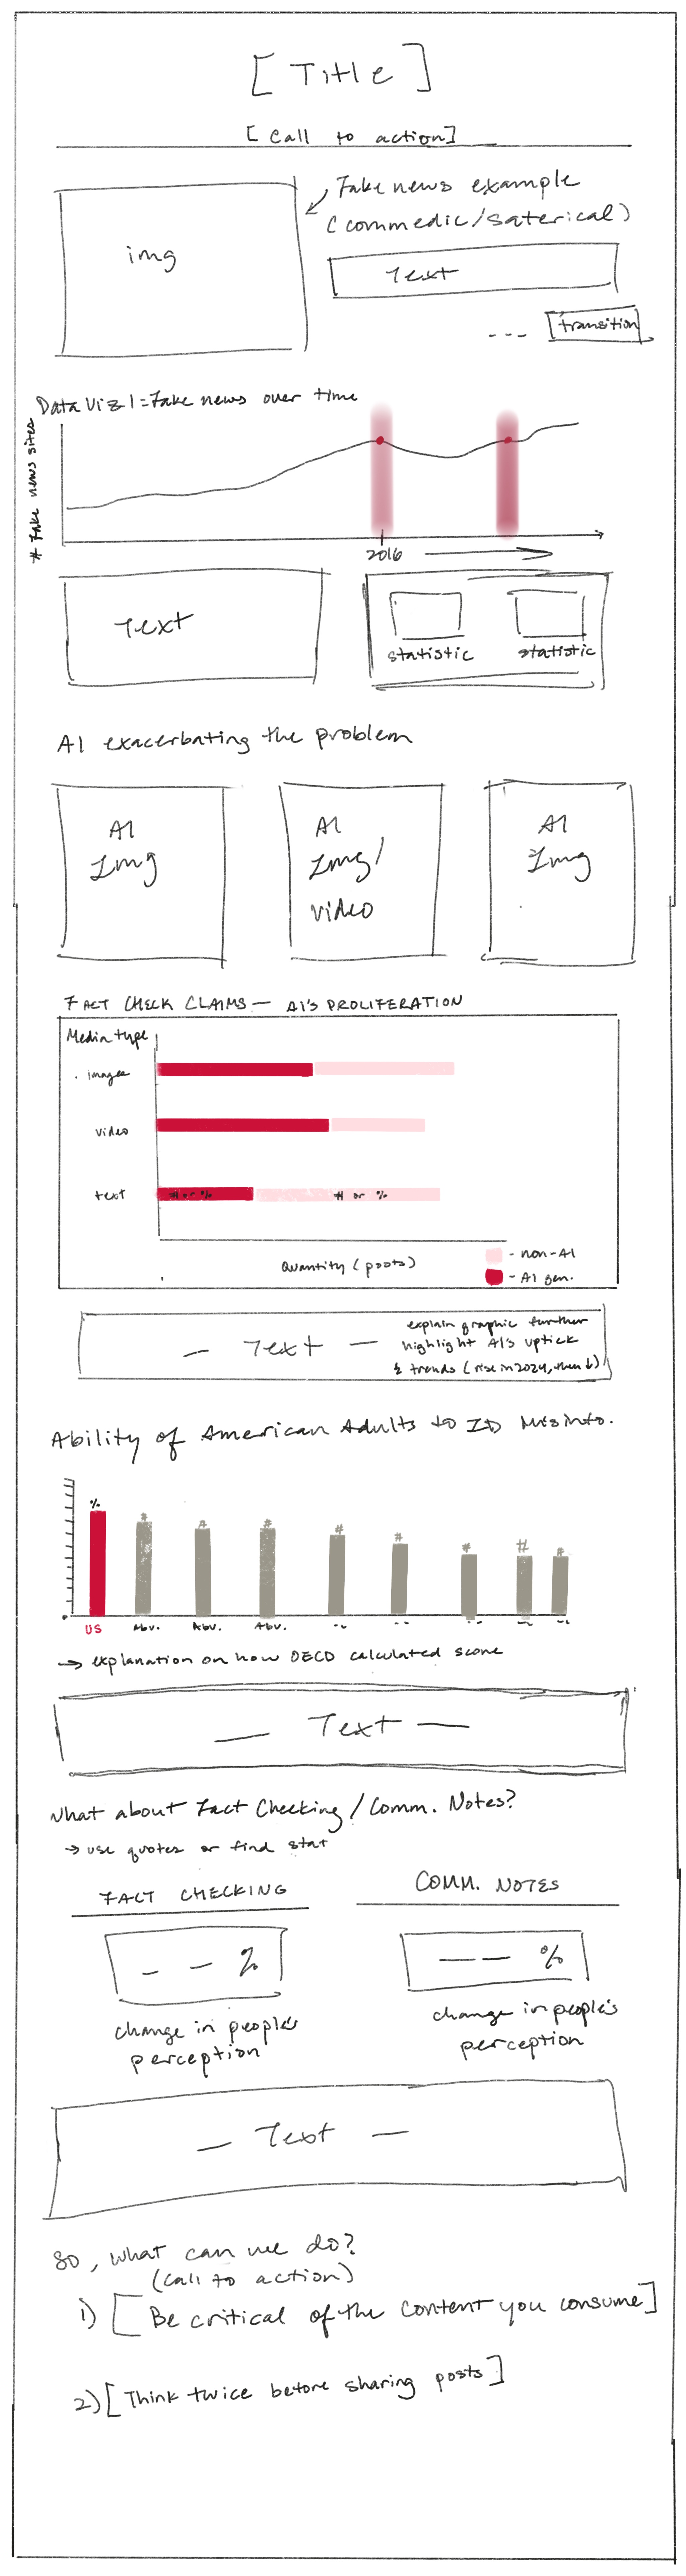 [Title]
[Call to action]
Fake news example
(commedic/saterical)
img
Text
--- [transition]
Data Viz 1 = Fake news over time
# Fake news sites
2016
Text
statistic
statistic
AI exacerbating the problem
AI
Img
AI
Img/
video
AI
Img
FACT CHECK CLAIMS — AI'S PROLIFERATION
Media type
images
video
text
# or %
# or %
Quantity (posts)
- non-AI
- AI gen.
— Text —
explain graphic further
highlight AI's uptick
& trends (rise in 2024, then ↓)
Ability of American Adults to ID Misinfo.
%
#
#
#
#
#
#
#
#
US
Abv.
Abv.
Abv.
--
--
--
--
--
→ explanation on how OECD calculated score
— Text —
What about Fact Checking / Comm. Notes?
→ use quotes or find stat
FACT CHECKING
COMM. NOTES
— — %
— — %
change in people's
perception
change in people's
perception
— Text —
So, what can we do?
(call to action)
1) [Be critical of the content you consume]
2) [Think twice before sharing posts]